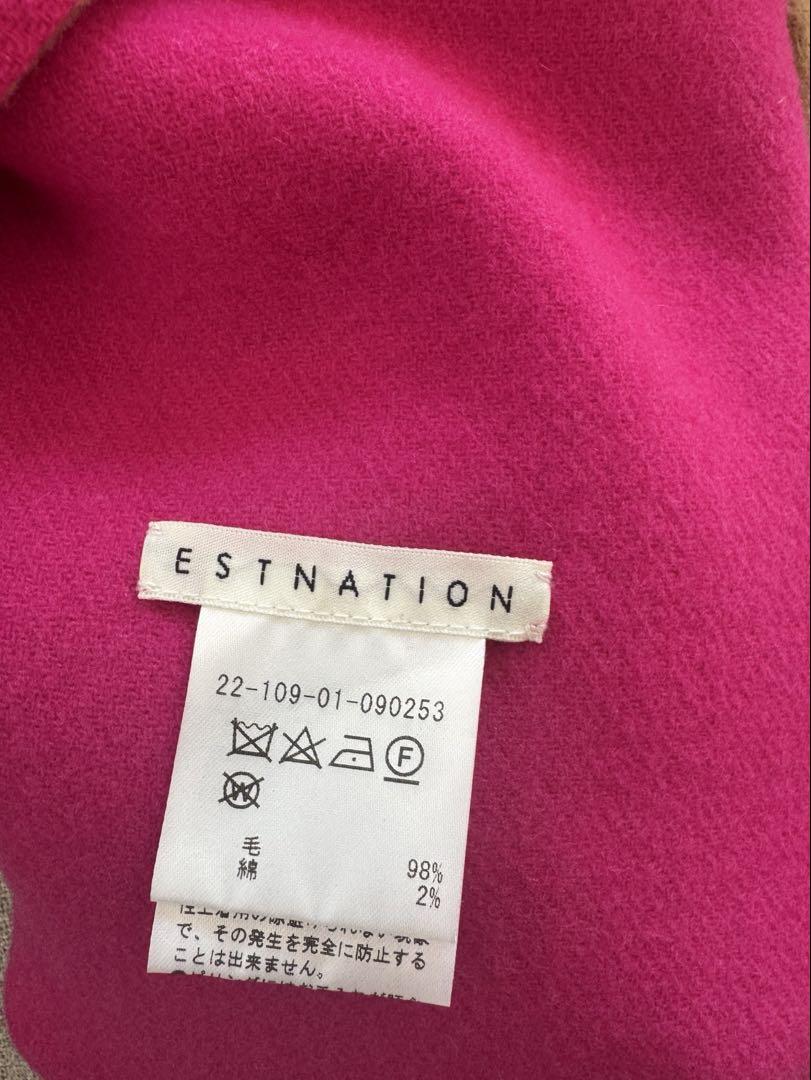 ESTNATION
22-109-01-090253
F
W
毛 98%
綿 2%
で、その発生を完全に防止する
ことは出来ません。